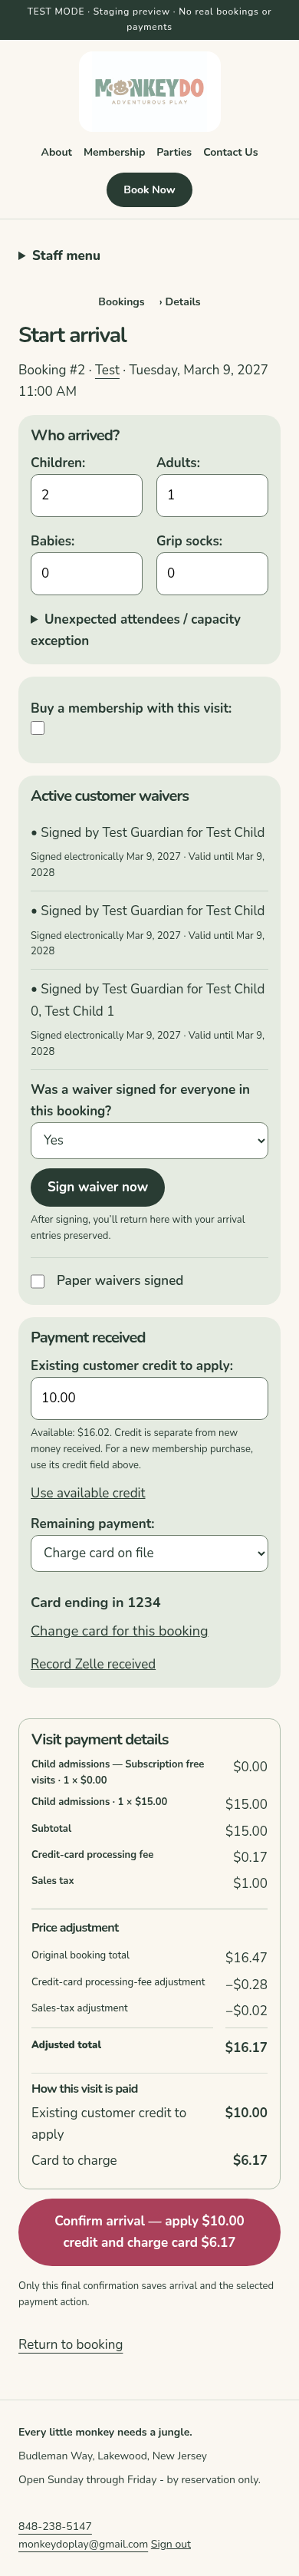 TEST MODE · Staging preview · No real bookings or
payments
MONKEYDO
ADVENTUROUS PLAY
About Membership Parties Contact Us
Book Now
▶ Staff menu
Bookings › Details
Start arrival
Booking #2 · Test · Tuesday, March 9, 2027
11:00 AM
Who arrived?
Children: Adults:
2 1
Babies: Grip socks:
0 0
▶ Unexpected attendees / capacity
exception
Buy a membership with this visit:
Active customer waivers
• Signed by Test Guardian for Test Child
Signed electronically Mar 9, 2027 · Valid until Mar 9,
2028
• Signed by Test Guardian for Test Child
Signed electronically Mar 9, 2027 · Valid until Mar 9,
2028
• Signed by Test Guardian for Test Child
0, Test Child 1
Signed electronically Mar 9, 2027 · Valid until Mar 9,
2028
Was a waiver signed for everyone in
this booking?
Yes
Sign waiver now
After signing, you’ll return here with your arrival
entries preserved.
Paper waivers signed
Payment received
Existing customer credit to apply:
10.00
Available: $16.02. Credit is separate from new
money received. For a new membership purchase,
use its credit field above.
Use available credit
Remaining payment:
Charge card on file
Card ending in 1234
Change card for this booking
Record Zelle received
Visit payment details
Child admissions — Subscription free
visits · 1 × $0.00 $0.00
Child admissions · 1 × $15.00 $15.00
Subtotal $15.00
Credit-card processing fee $0.17
Sales tax $1.00
Price adjustment
Original booking total $16.47
Credit-card processing-fee adjustment −$0.28
Sales-tax adjustment −$0.02
Adjusted total $16.17
How this visit is paid
Existing customer credit to
apply $10.00
Card to charge $6.17
Confirm arrival — apply $10.00
credit and charge card $6.17
Only this final confirmation saves arrival and the selected
payment action.
Return to booking
Every little monkey needs a jungle.
Budleman Way, Lakewood, New Jersey
Open Sunday through Friday - by reservation only.
848-238-5147
monkeydoplay@gmail.com Sign out